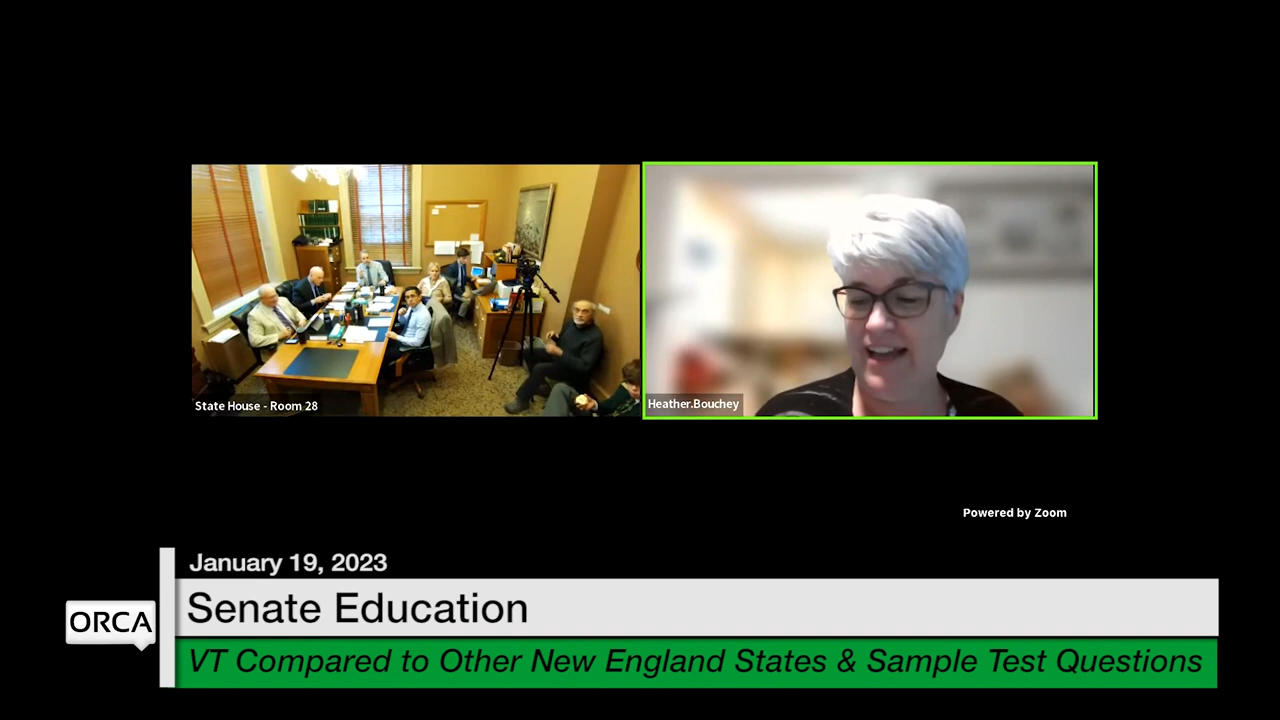 State House - Room 28
Heather.Bouchey
Powered by Zoom
January 19, 2023
Senate Education
ORCA
VT Compared to Other New England States & Sample Test Questions